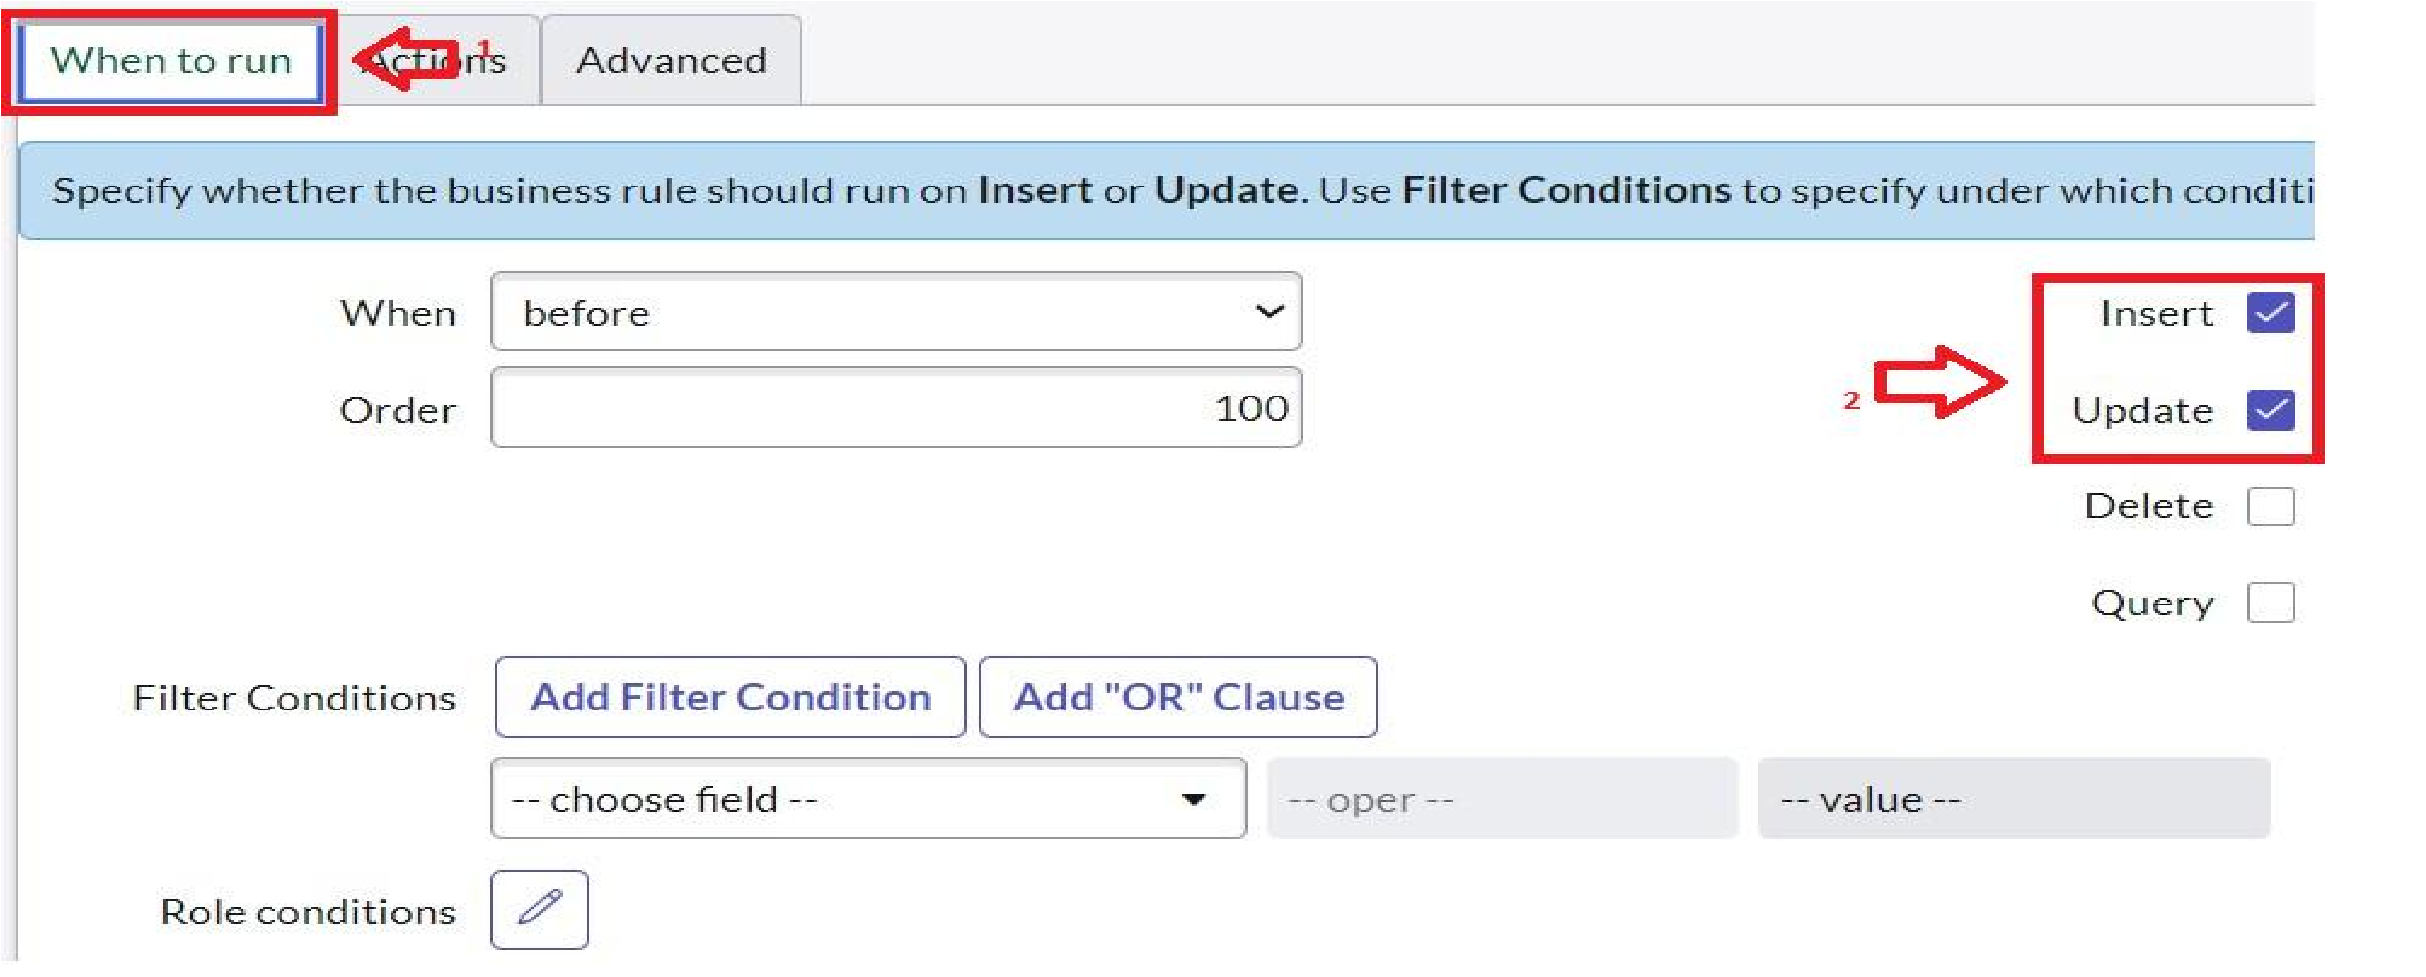 When to run
1
Actions
Advanced
Specify whether the business rule should run on Insert or Update. Use Filter Conditions to specify under which conditi
When
before
Insert
Order
100
2
Update
Delete
Query
Filter Conditions
Add Filter Condition
Add "OR" Clause
-- choose field --
-- oper --
-- value --
Role conditions